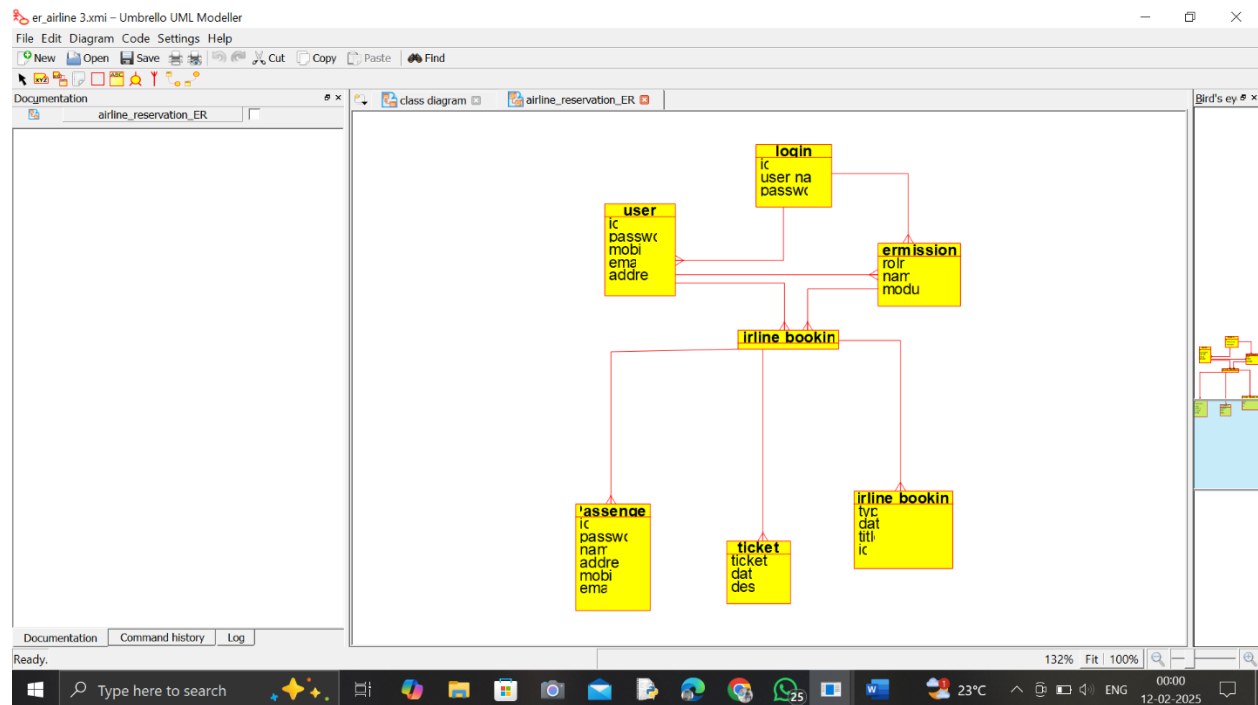 er_airline 3.xmi – Umbrello UML Modeller
File Edit Diagram Code Settings Help
New Open Save Cut Copy Paste Find
Documentation
airline_reservation_ER
class diagram
airline_reservation_ER
Bird's ey
login
ic
user na
passwc
user
ic
passwc
mobi
ema
addre
ermission
rolr
nam
modu
irline bookin
'assenge
ic
passwc
nam
addre
mobi
ema
ticket
ticket
dat
des
irline bookin
typ
dat
titl
ic
Documentation Command history Log
Ready.
132% Fit 100%
Type here to search
25
23°C
ENG
00:00
12-02-2025